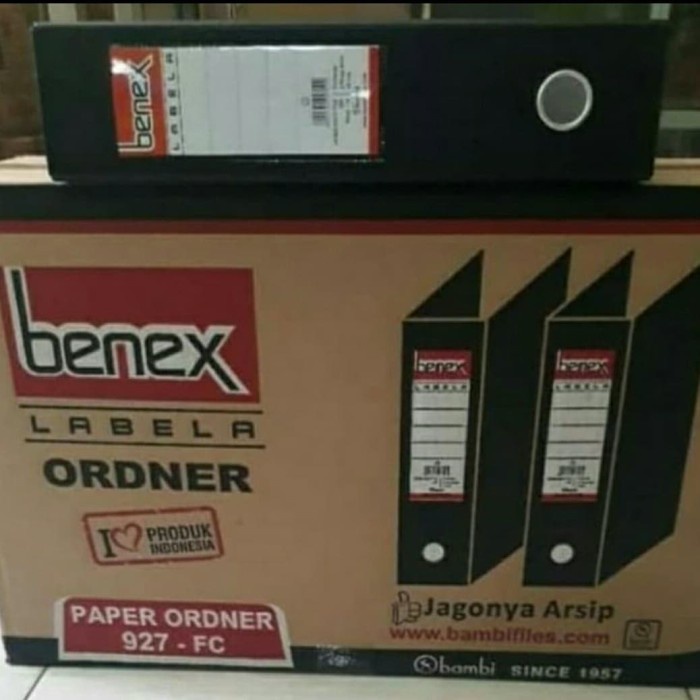 benex
LABELA
benex
LABELA
ORDNER
I ❤ PRODUK
INDONESIA
PAPER ORDNER
927 - FC
benex
LABELA
benex
LABELA
Jagonya Arsip
www.bambifiles.com
bambi SINCE 1957